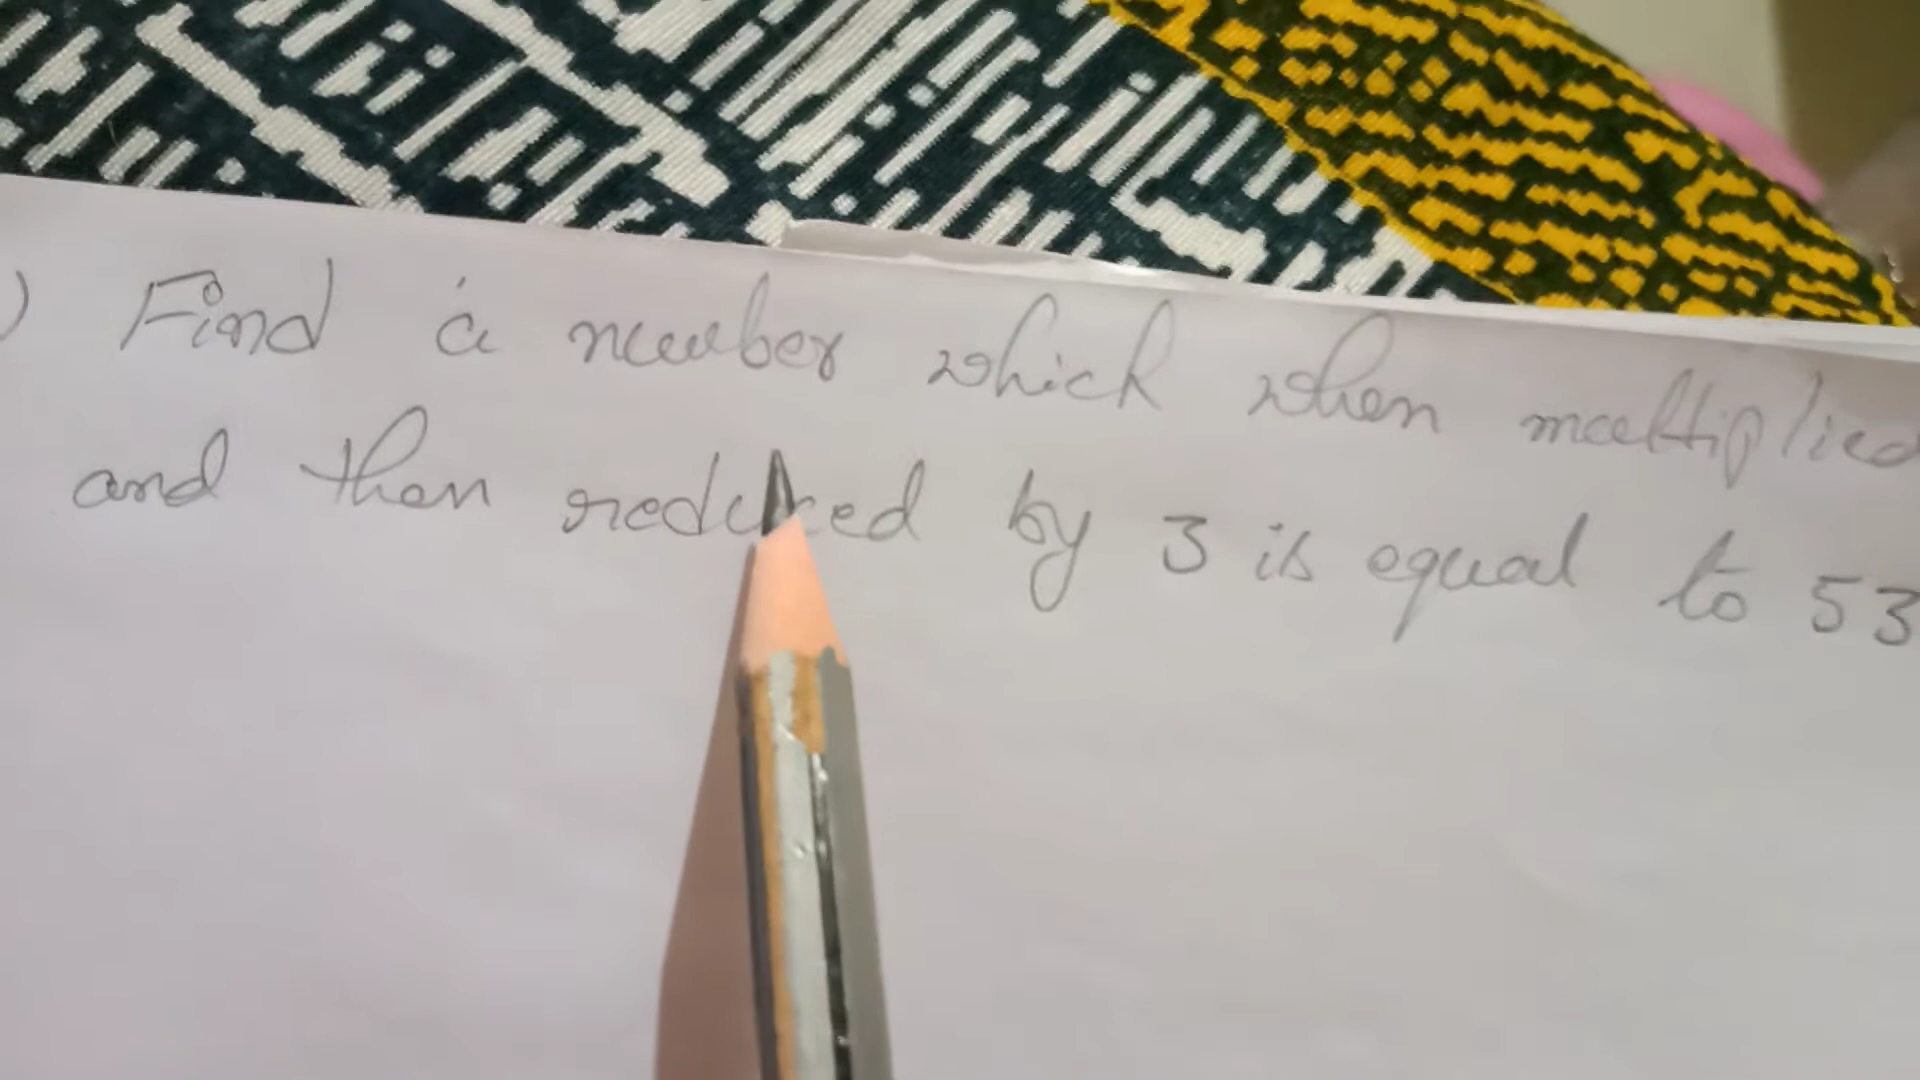 ) Find a number which when multiplied
and then reduced by 3 is equal to 53